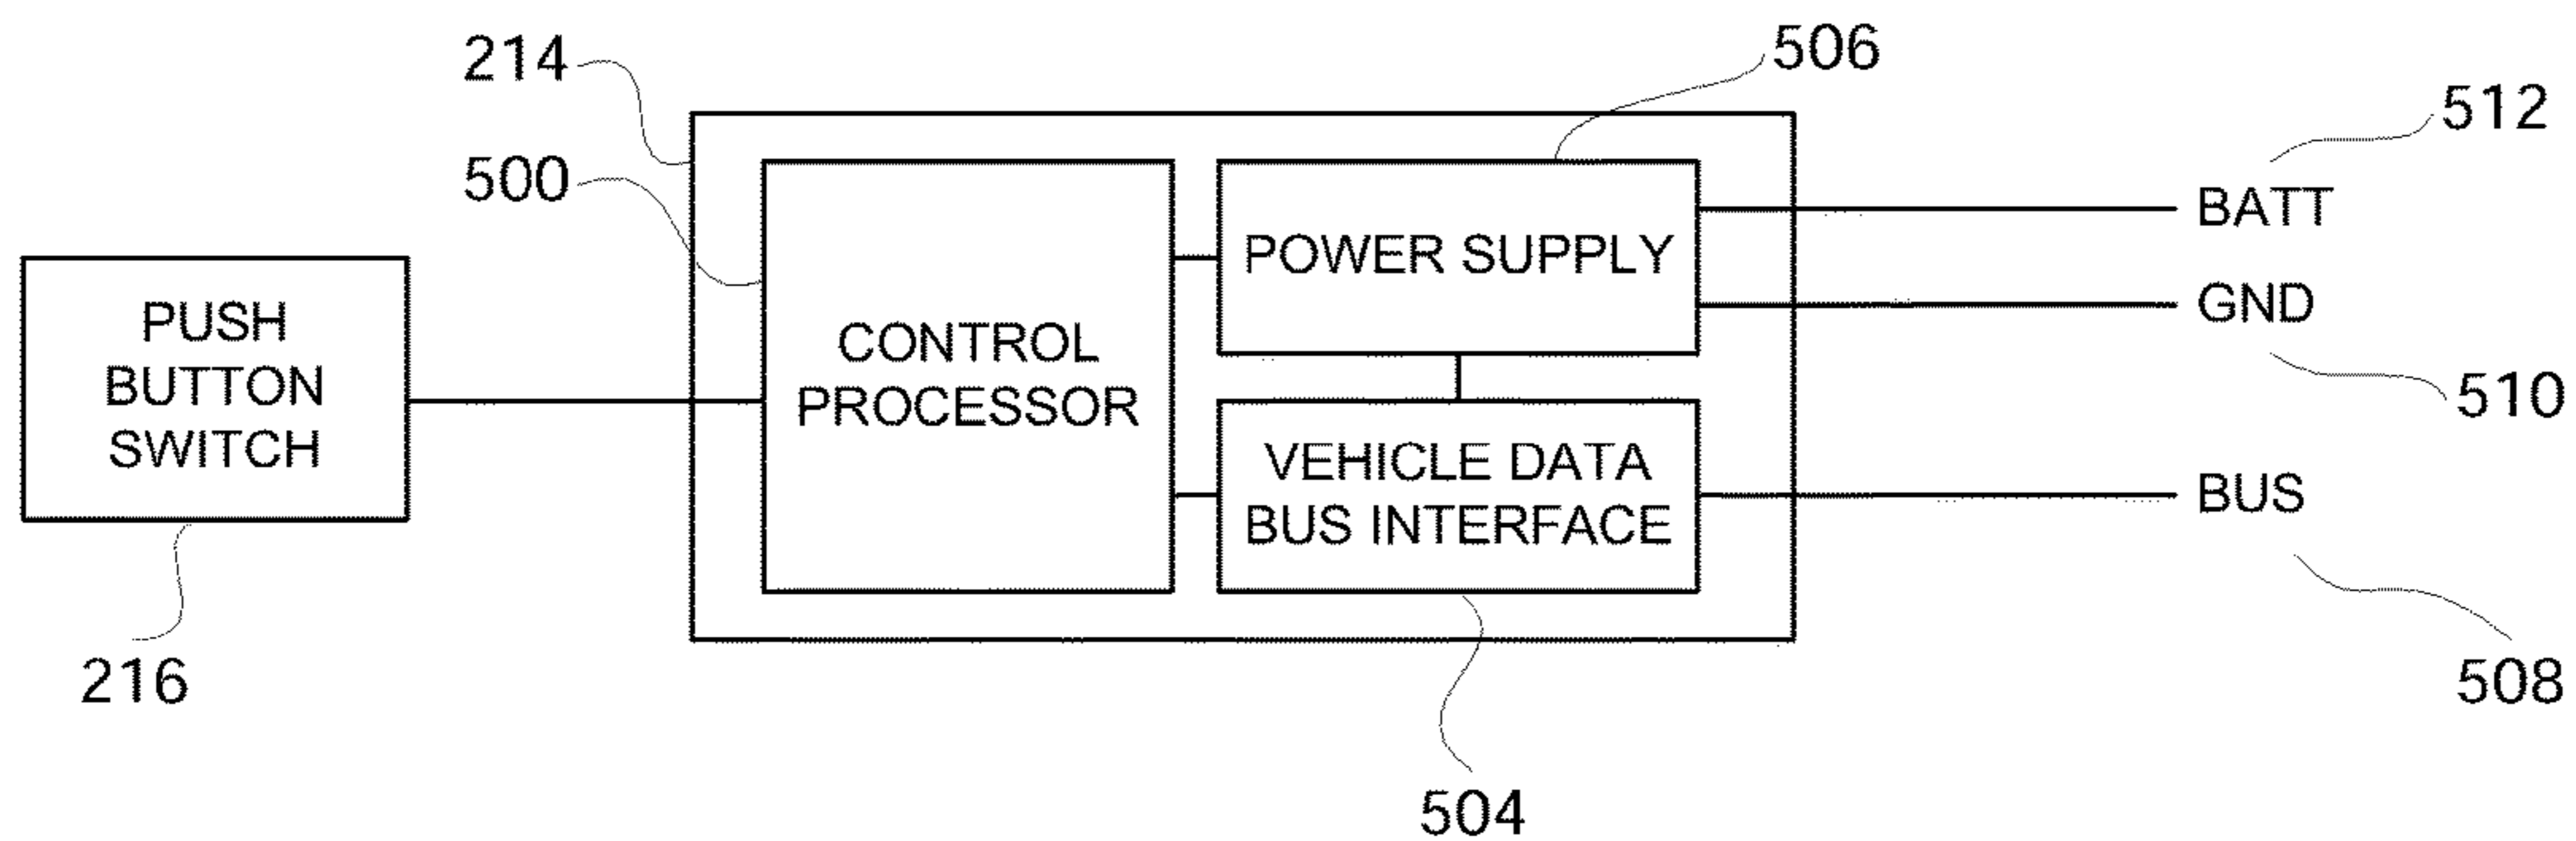 214
506
512
500
BATT
POWER SUPPLY
GND
PUSH
BUTTON
SWITCH
CONTROL
PROCESSOR
510
VEHICLE DATA
BUS INTERFACE
BUS
216
508
504